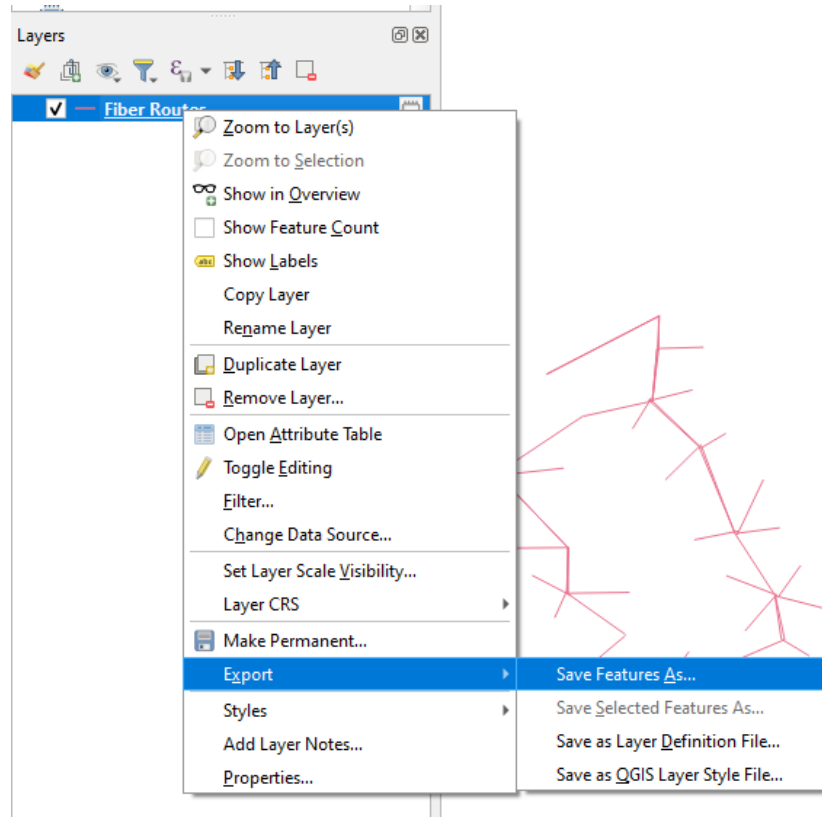 Layers
Fiber Routes
Zoom to Layer(s)
Zoom to Selection
Show in Overview
Show Feature Count
abc
Show Labels
Copy Layer
Rename Layer
Duplicate Layer
Remove Layer...
Open Attribute Table
Toggle Editing
Filter...
Change Data Source...
Set Layer Scale Visibility...
Layer CRS
Make Permanent...
Export
Save Features As...
Save Selected Features As...
Styles
Save as Layer Definition File...
Add Layer Notes...
Save as QGIS Layer Style File...
Properties...